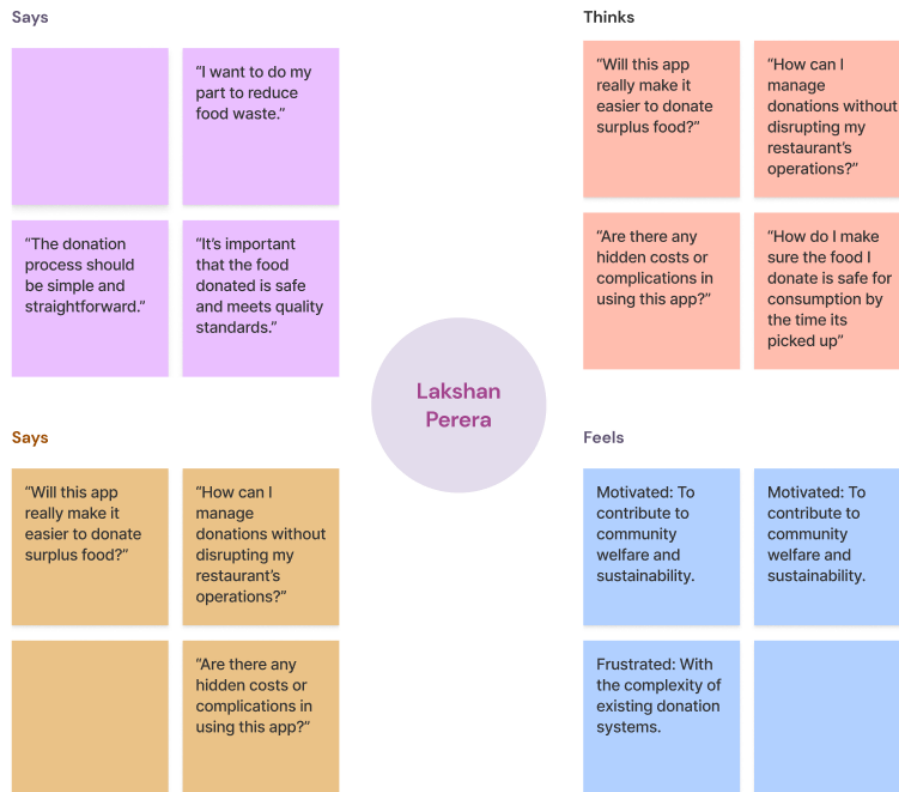 Says
“I want to do my
part to reduce
food waste.”
“The donation
process should
be simple and
straightforward.”
“It’s important
that the food
donated is safe
and meets quality
standards.”
Thinks
“Will this app
really make it
easier to donate
surplus food?”
“How can I
manage
donations without
disrupting my
restaurant’s
operations?”
“Are there any
hidden costs or
complications in
using this app?”
“How do I make
sure the food I
donate is safe for
consumption by
the time its
picked up”
Lakshan
Perera
Says
“Will this app
really make it
easier to donate
surplus food?”
“How can I
manage
donations without
disrupting my
restaurant’s
operations?”
“Are there any
hidden costs or
complications in
using this app?”
Feels
Motivated: To
contribute to
community
welfare and
sustainability.
Motivated: To
contribute to
community
welfare and
sustainability.
Frustrated: With
the complexity of
existing donation
systems.